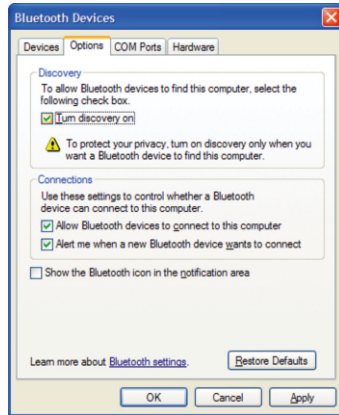 Bluetooth Devices
Devices Options COM Ports Hardware
Discovery
To allow Bluetooth devices to find this computer, select the
following check box.
Turn discovery on
To protect your privacy, turn on discovery only when you
want a Bluetooth device to find this computer.
Connections
Use these settings to control whether a Bluetooth
device can connect to this computer.
Allow Bluetooth devices to connect to this computer
Alert me when a new Bluetooth device wants to connect
Show the Bluetooth icon in the notification area
Learn more about Bluetooth settings. Restore Defaults
OK Cancel Apply